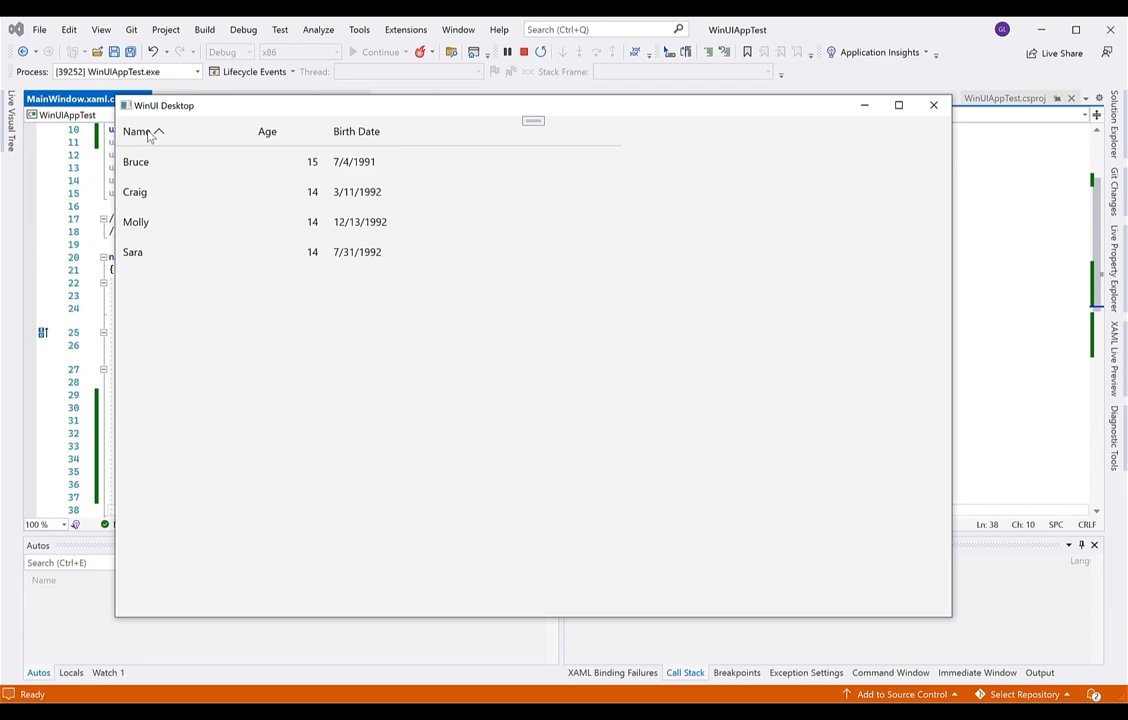 File Edit View Git Project Build Debug Test Analyze Tools Extensions Window Help Search (Ctrl+Q) WinUIAppTest GL
Debug x86 Continue Application Insights Live Share
Process: [39252] WinUIAppTest.exe Lifecycle Events Thread: Stack Frame:
MainWindow.xaml.c WinUIAppTest.csproj
WinUIAppTest
WinUI Desktop
Name Age Birth Date
Bruce 15 7/4/1991
Craig 14 3/11/1992
Molly 14 12/13/1992
Sara 14 7/31/1992
10 u
11 u
12 u
13 u
14 u
15 u
16
17 /
18 /
19
20 n
21 {
22
23
24
25
26
27
28
29
30
31
32
33
34
35
36
37
38
Live Visual Tree
Solution Explorer
Git Changes
Live Property Explorer
XAML Live Preview
Diagnostic Tools
100 % Ln: 38 Ch: 10 SPC CRLF
Autos
Search (Ctrl+E)
Name
Lang
Autos Locals Watch 1
XAML Binding Failures Call Stack Breakpoints Exception Settings Command Window Immediate Window Output
Ready Add to Source Control Select Repository 2